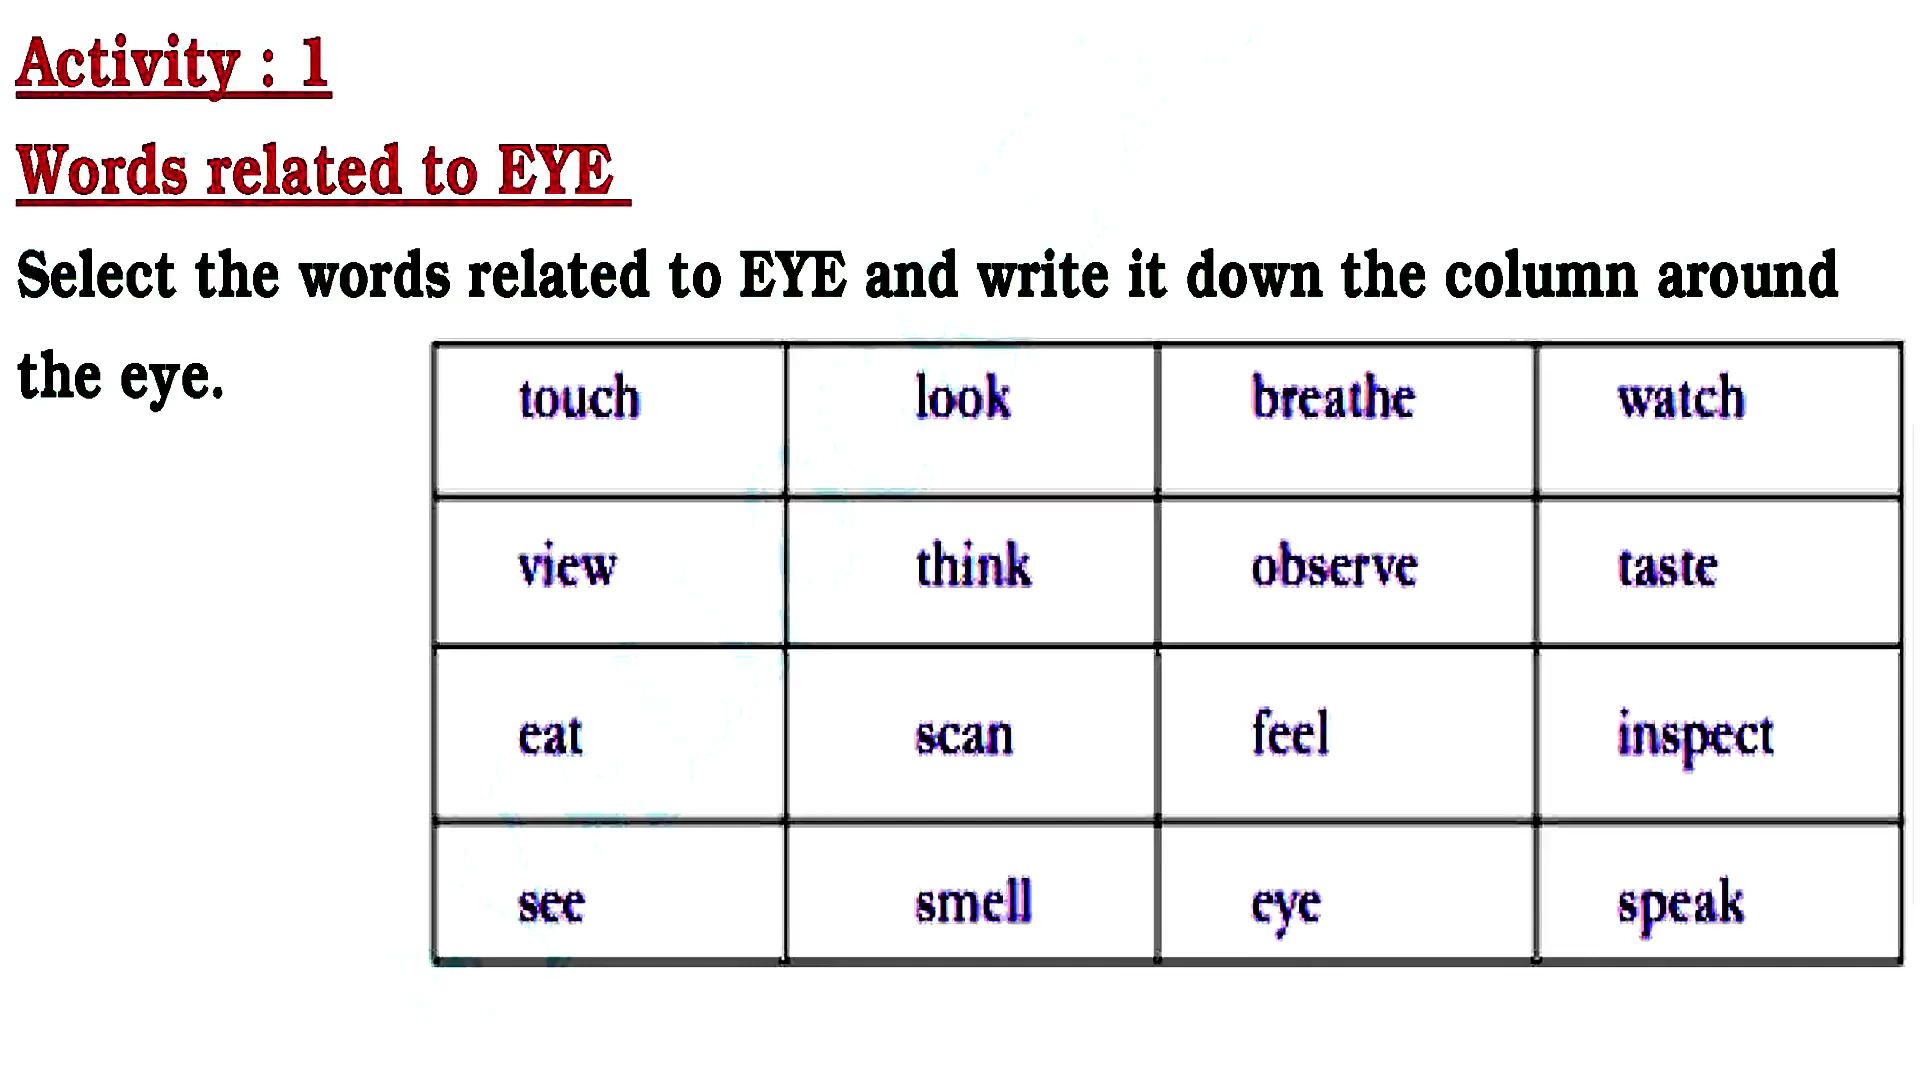 Activity : 1
Words related to EYE
Select the words related to EYE and write it down the column around
the eye.
touch look breathe watch
view think observe taste
eat scan feel inspect
see smell eye speak